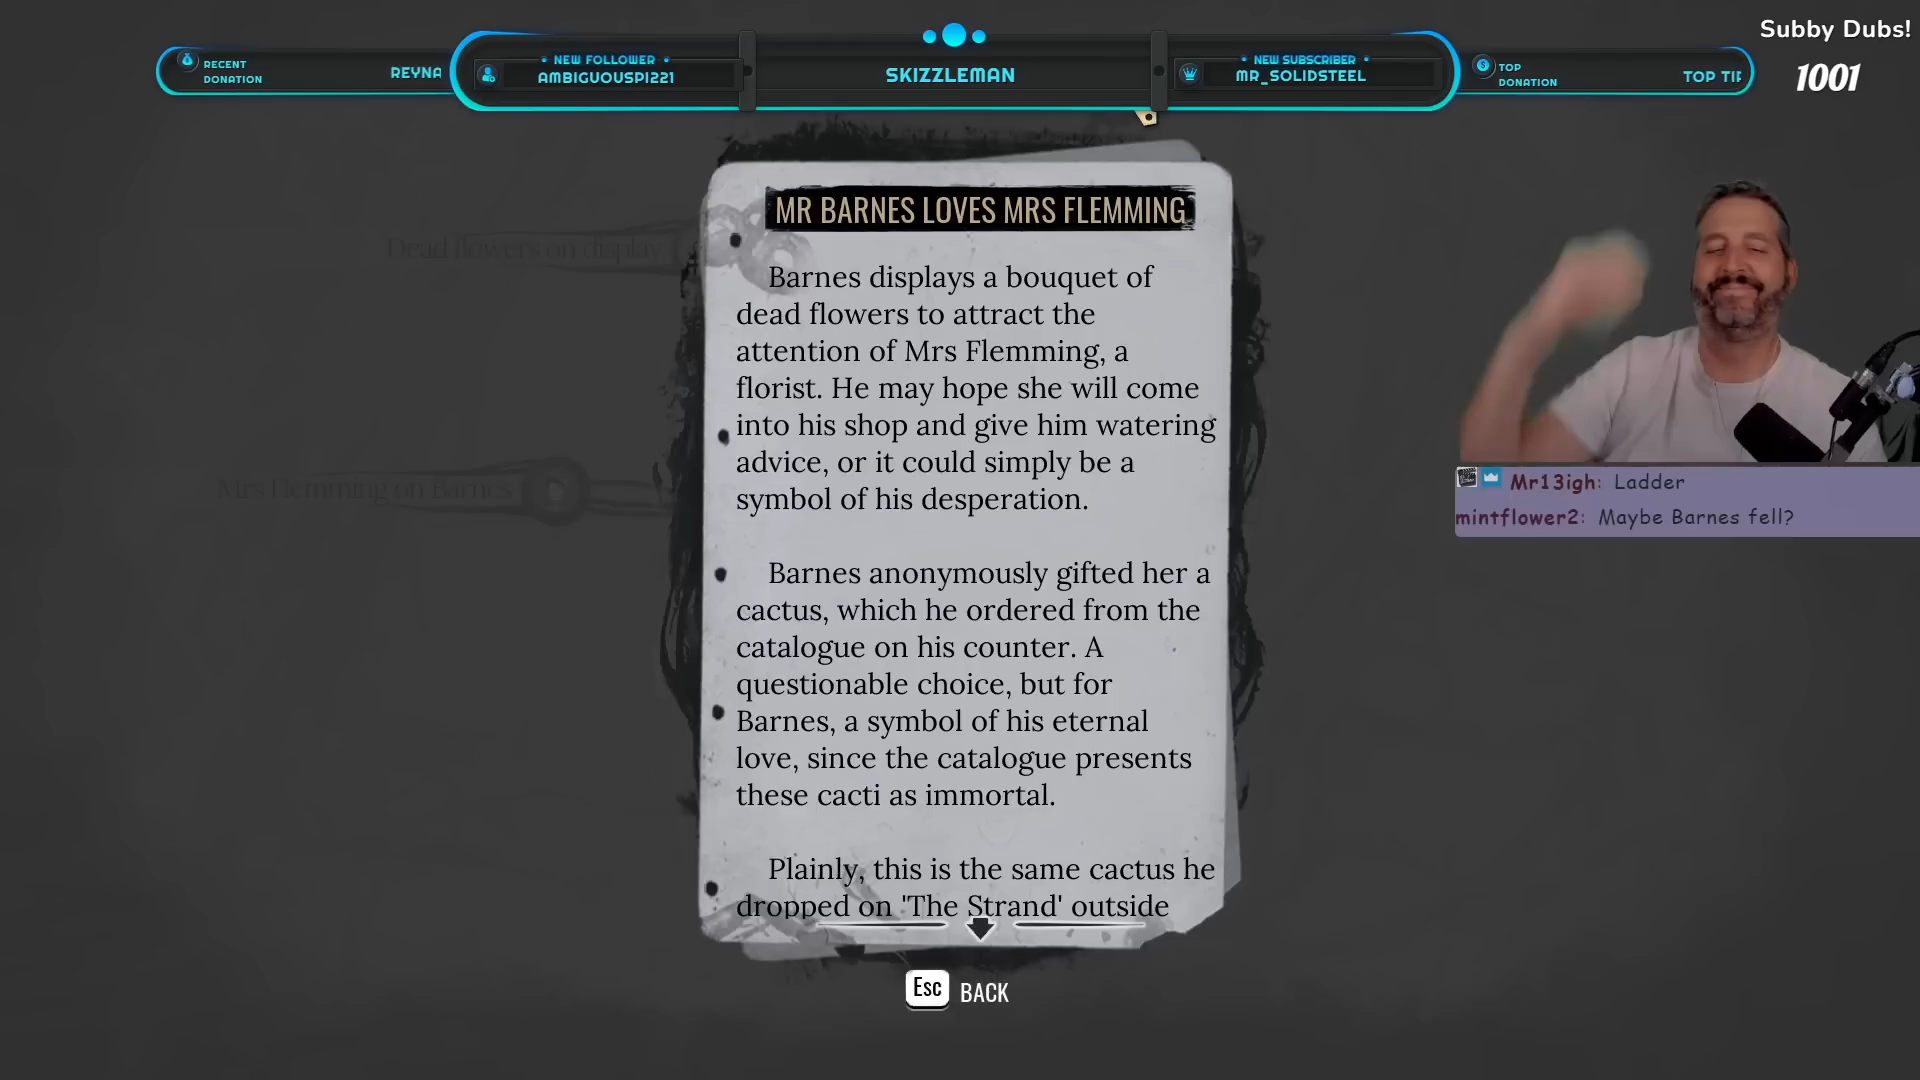 Subby Dubs!
1001
RECENT
DONATION
REYNA
NEW FOLLOWER
AMBIGUOUSPI221
SKIZZLEMAN
NEW SUBSCRIBER
MR_SOLIDSTEEL
TOP
DONATION
TOP TIP
MR BARNES LOVES MRS FLEMMING
Dead flowers on display
Mrs Flemming on Barnes
Barnes displays a bouquet of
dead flowers to attract the
attention of Mrs Flemming, a
florist. He may hope she will come
into his shop and give him watering
advice, or it could simply be a
symbol of his desperation.
Barnes anonymously gifted her a
cactus, which he ordered from the
catalogue on his counter. A
questionable choice, but for
Barnes, a symbol of his eternal
love, since the catalogue presents
these cacti as immortal.
Plainly, this is the same cactus he
dropped on 'The Strand' outside
Mr13igh: Ladder
mintflower2: Maybe Barnes fell?
Esc BACK